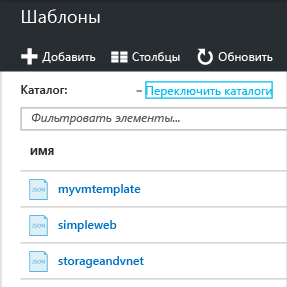 Шаблоны
Добавить Столбцы Обновить
Каталог: – Переключить каталоги
Фильтровать элементы...
ИМЯ
JSON myvmtemplate
JSON simpleweb
JSON storageandvnet